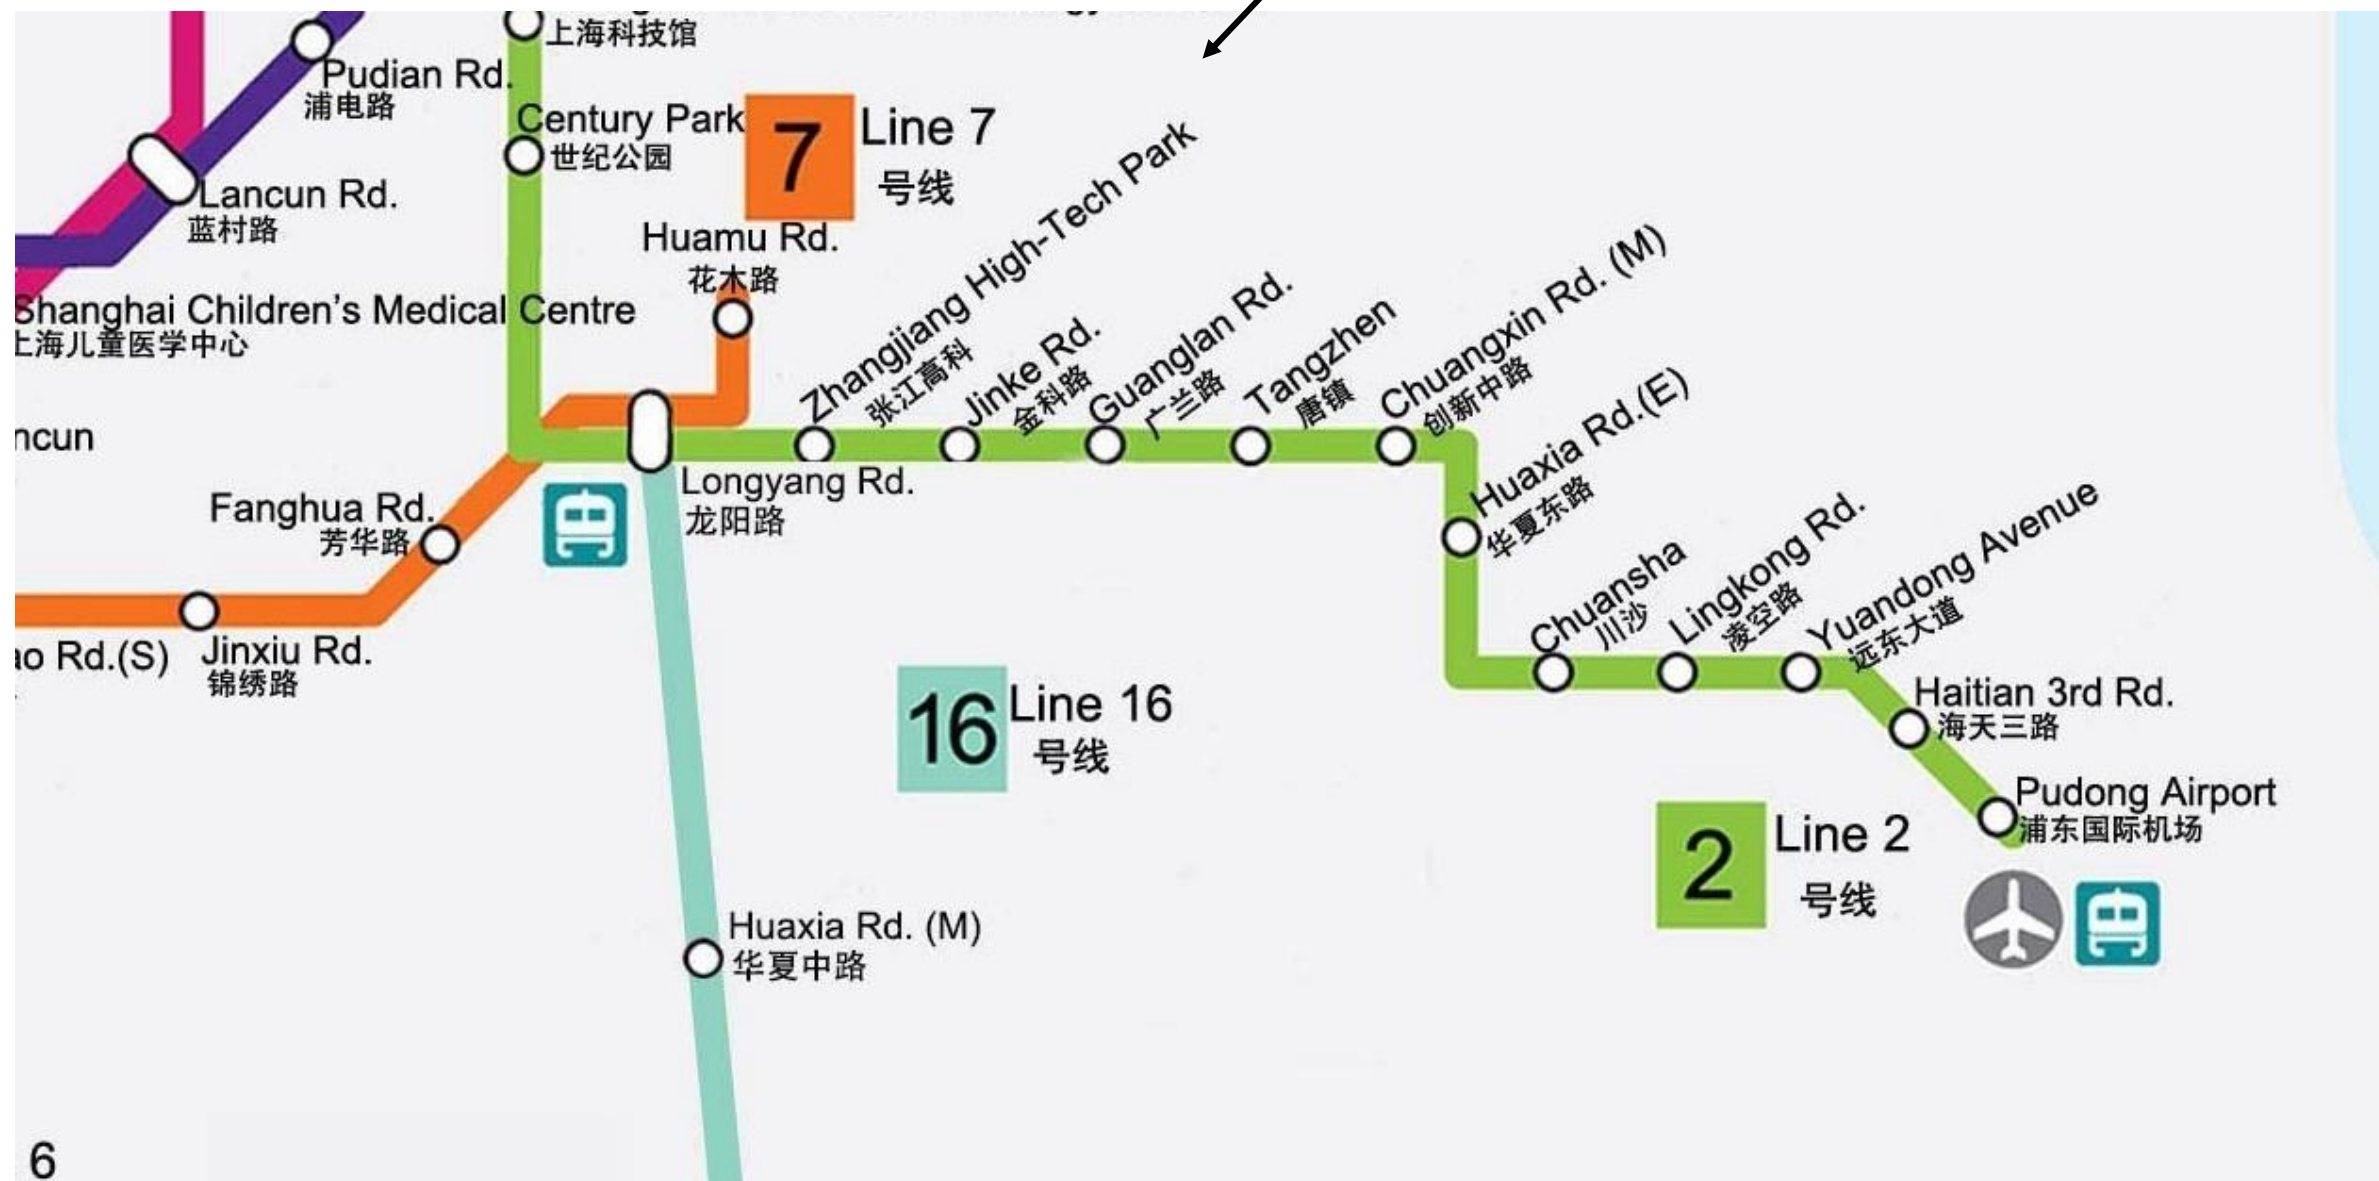 上海科技馆
Pudian Rd.
浦电路
Century Park
世纪公园
7
Line 7
号线
Lancun Rd.
蓝村路
Huamu Rd.
花木路
Shanghai Children's Medical Centre
上海儿童医学中心
Zhangjiang High-Tech Park
张江高科
Jinke Rd.
金科路
Guanglan Rd.
广兰路
Tangzhen
唐镇
Chuangxin Rd. (M)
创新中路
Huaxia Rd.(E)
华夏东路
ncun
Longyang Rd.
龙阳路
Fanghua Rd.
芳华路
Chuansha
川沙
Lingkong Rd.
凌空路
Yuandong Avenue
远东大道
ao Rd.(S)
Jinxiu Rd.
锦绣路
16
Line 16
号线
Haitian 3rd Rd.
海天三路
Pudong Airport
浦东国际机场
2
Line 2
号线
Huaxia Rd. (M)
华夏中路
6